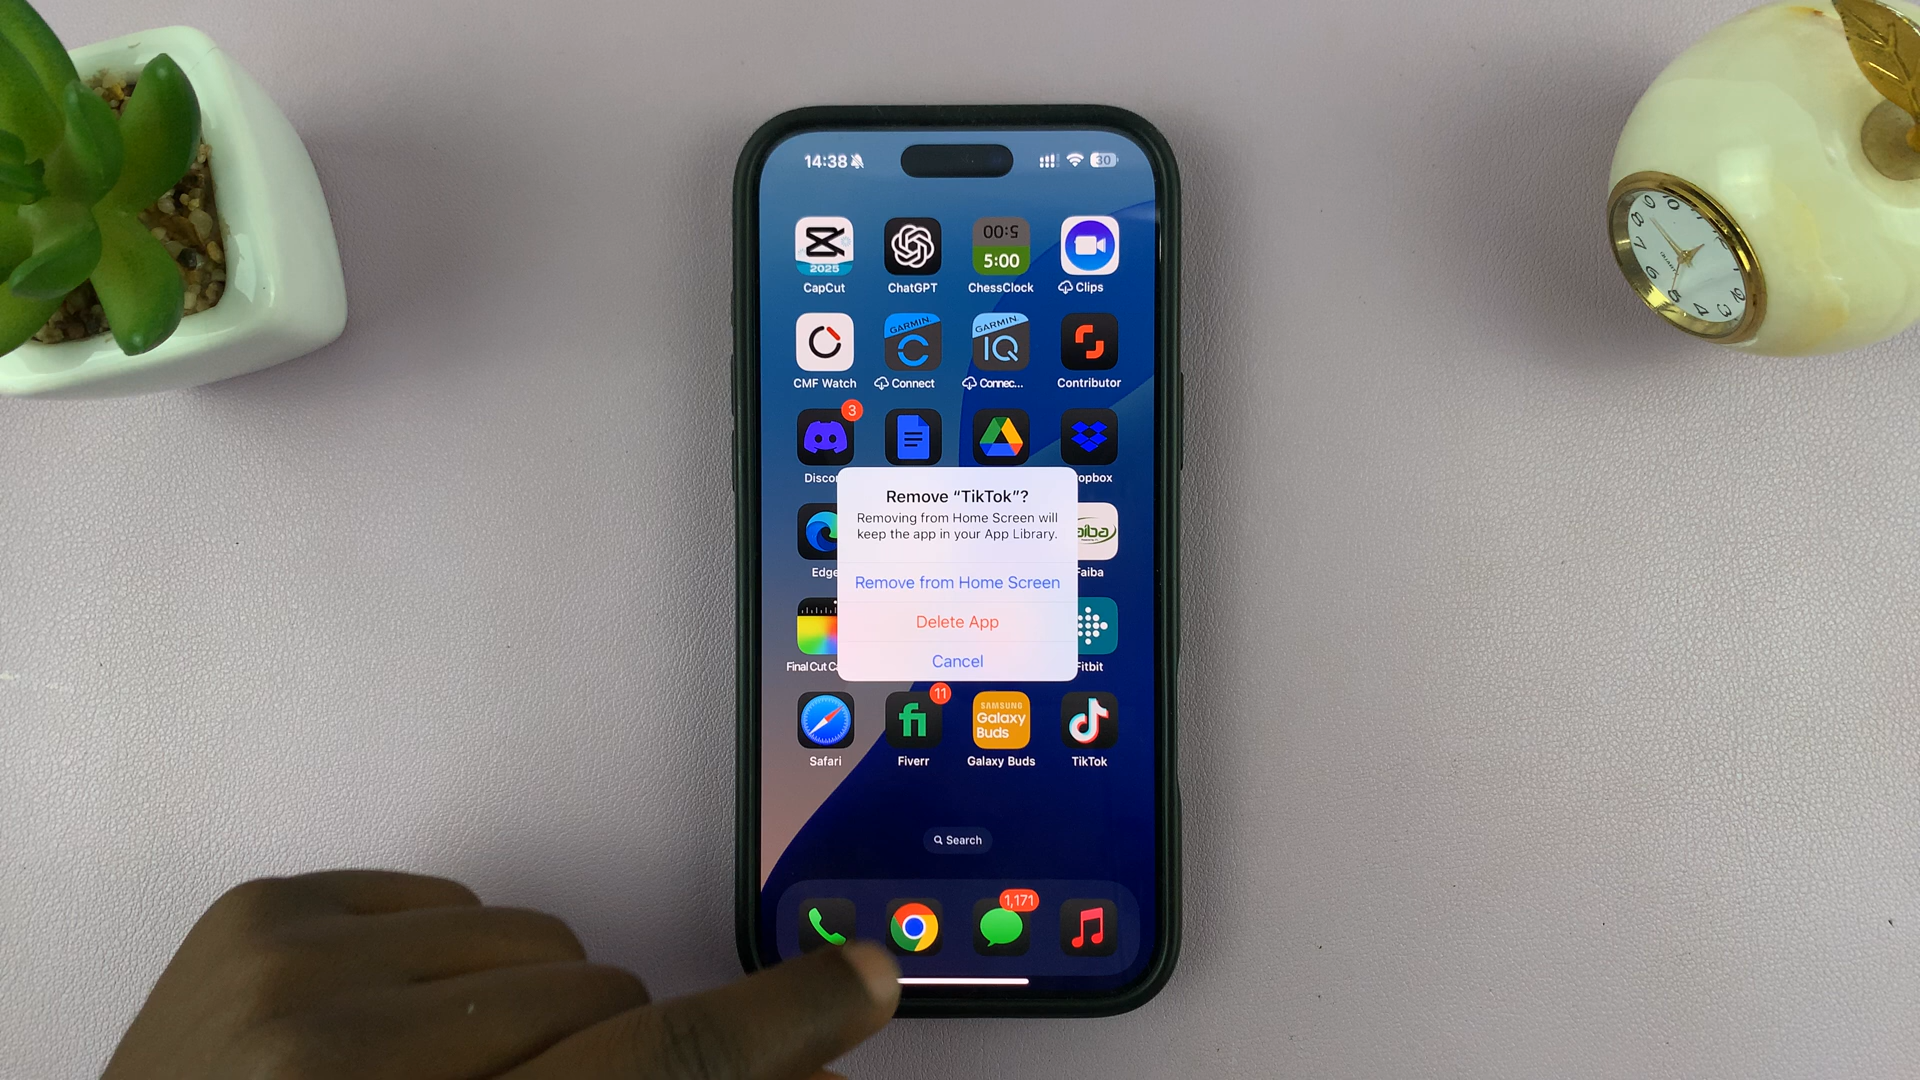 14:38
30
2025
00:5
5:00
CapCut
ChatGPT
ChessClock
Clips
GARMIN
GARMIN
IQ
CMF Watch
Connect
Connec...
Contributor
3
Disco
opbox
Remove “TikTok”?
Removing from Home Screen will
keep the app in your App Library.
Remove from Home Screen
Delete App
Cancel
aiba
Edge
Faiba
Final Cut Ca
Fitbit
11
fi
SAMSUNG
Galaxy
Buds
Safari
Fiverr
Galaxy Buds
TikTok
Search
1,171